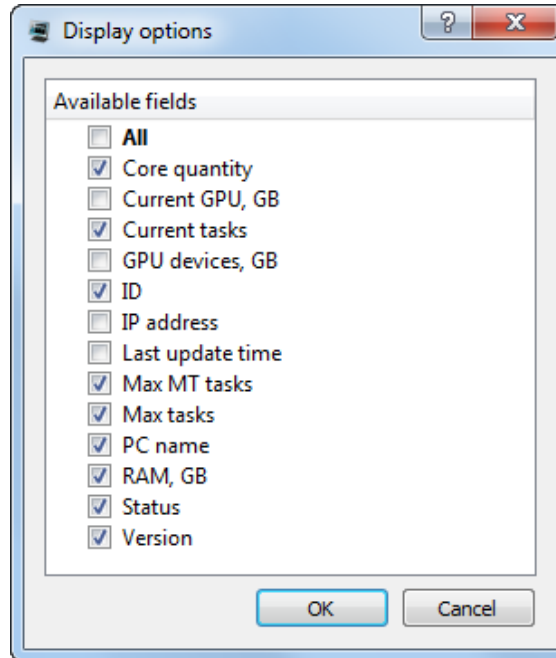 Display options
Available fields
All
Core quantity
Current GPU, GB
Current tasks
GPU devices, GB
ID
IP address
Last update time
Max MT tasks
Max tasks
PC name
RAM, GB
Status
Version
OK Cancel